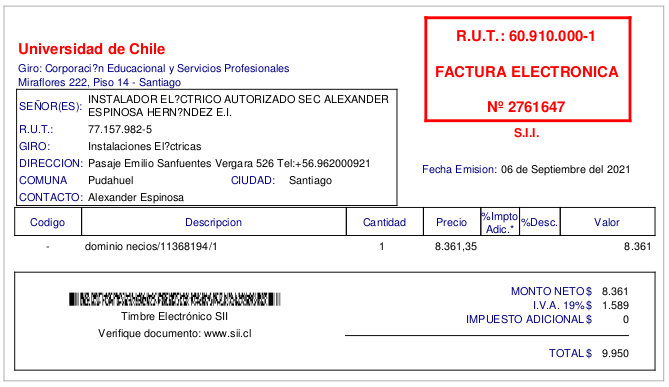 Universidad de Chile
Giro: Corporaci?n Educacional y Servicios Profesionales
Miraflores 222, Piso 14 - Santiago
R.U.T.: 60.910.000-1
FACTURA ELECTRONICA
Nº 2761647
S.I.I.
SEÑOR(ES): INSTALADOR EL?CTRICO AUTORIZADO SEC ALEXANDER
ESPINOSA HERN?NDEZ E.I.
R.U.T.: 77.157.982-5
GIRO: Instalaciones El?ctricas
DIRECCION: Pasaje Emilio Sanfuentes Vergara 526 Tel:+56.962000921
COMUNA Pudahuel CIUDAD: Santiago
CONTACTO: Alexander Espinosa
Fecha Emision: 06 de Septiembre del 2021
Codigo Descripcion Cantidad Precio %Impto Adic.* %Desc. Valor
- dominio necios/11368194/1 1 8.361,35 8.361
Timbre Electrónico SII
Verifique documento: www.sii.cl
MONTO NETO $ 8.361
I.V.A. 19% $ 1.589
IMPUESTO ADICIONAL $ 0
TOTAL $ 9.950